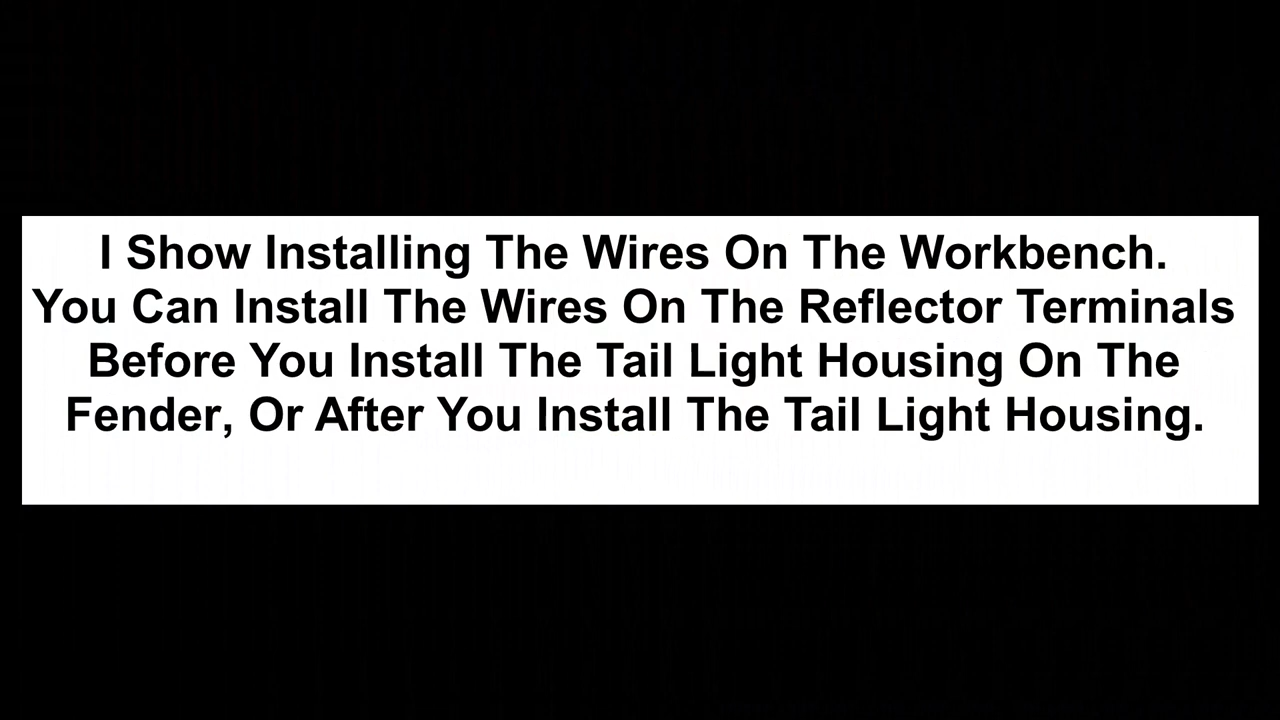 I Show Installing The Wires On The Workbench.
You Can Install The Wires On The Reflector Terminals
Before You Install The Tail Light Housing On The
Fender, Or After You Install The Tail Light Housing.